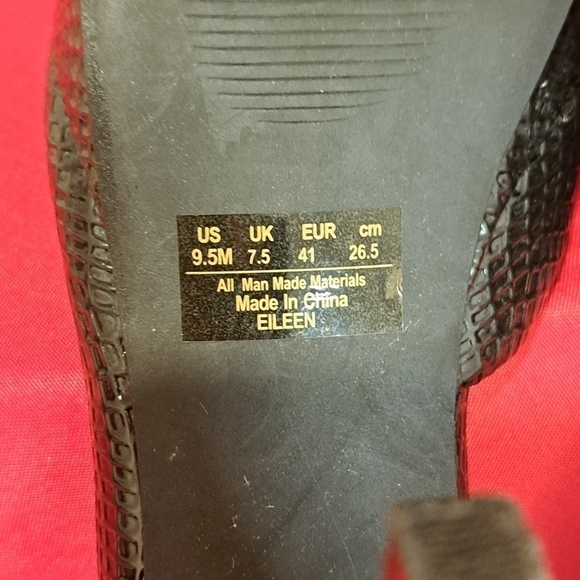 US UK EUR cm
9.5M 7.5 41 26.5
All Man Made Materials
Made In China
EILEEN